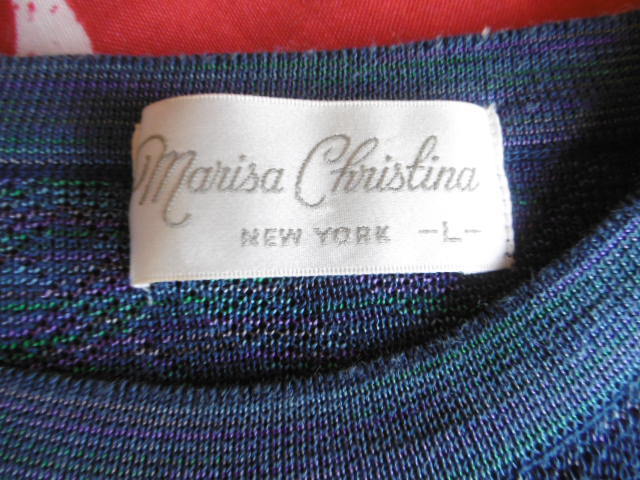 Marisa Christina
NEW YORK -L-